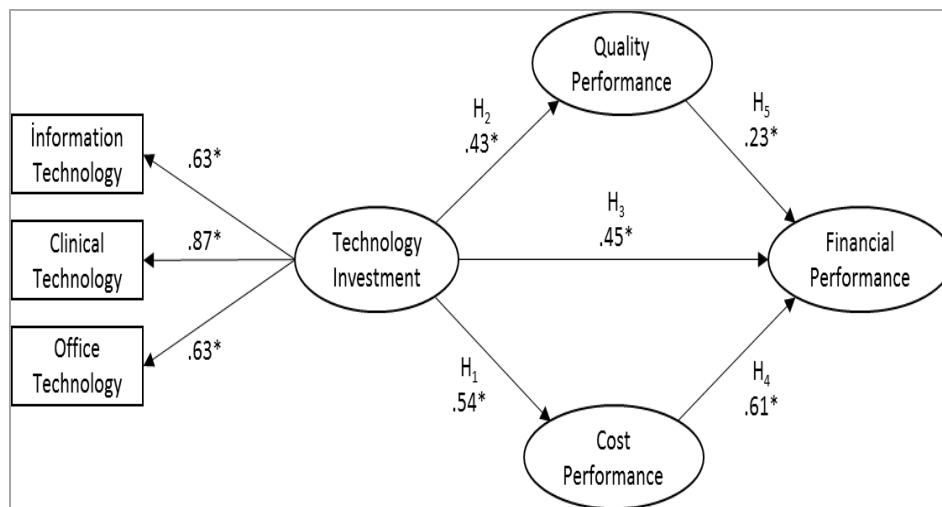 Quality
Performance
H₂
.43*
H₅
.23*
İnformation
Technology
.63*
Clinical
Technology
.87*
Technology
Investment
H₃
.45*
Financial
Performance
Office
Technology
.63*
H₁
.54*
H₄
.61*
Cost
Performance